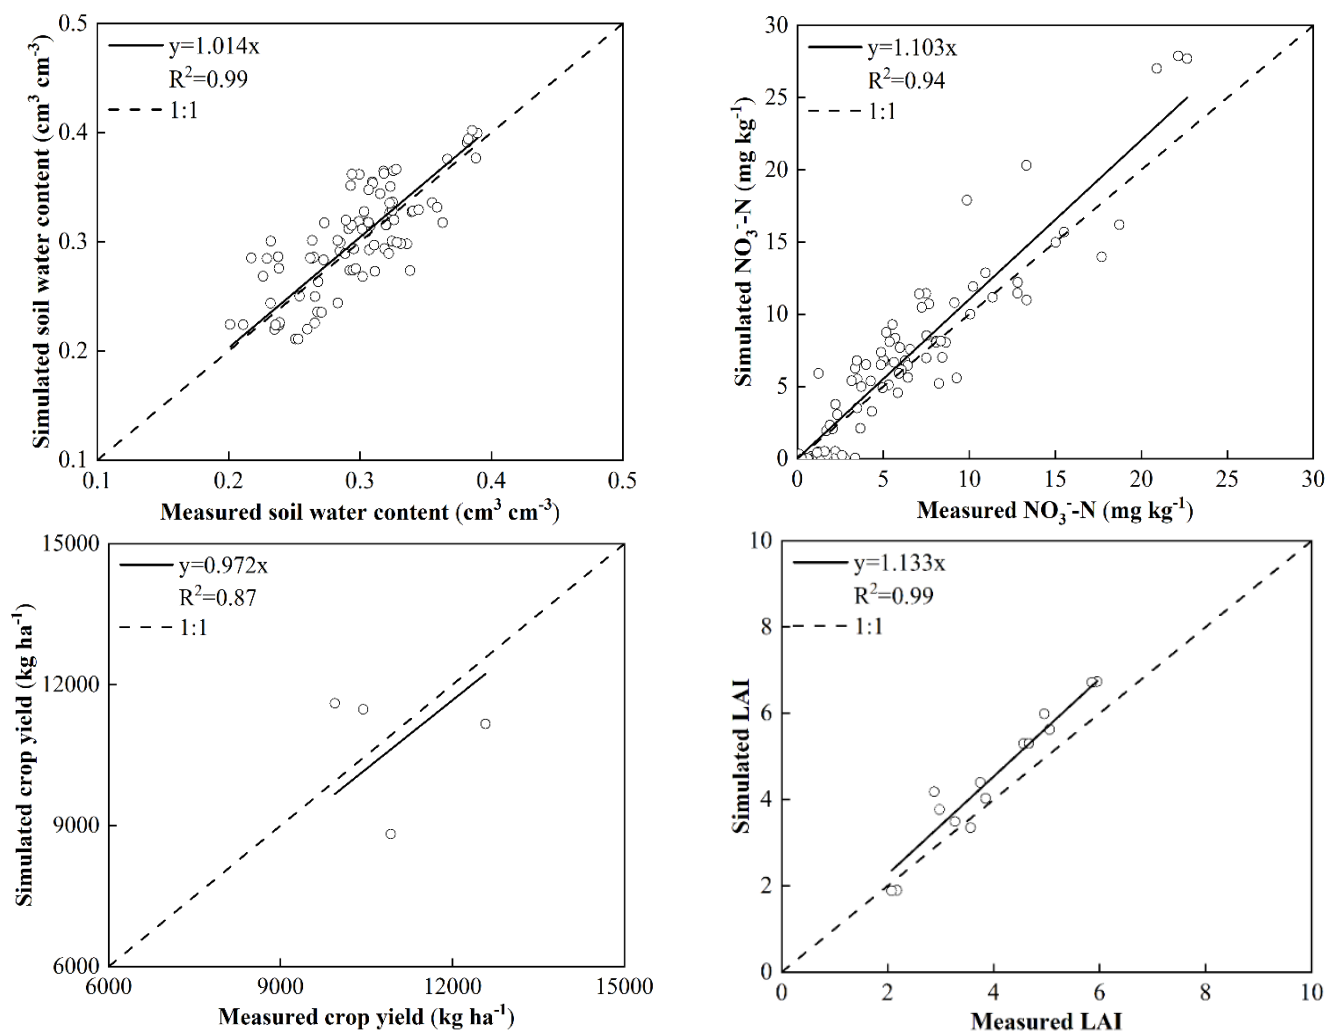 0.5
0.4
0.3
0.2
0.1
Simulated soil water content (cm³ cm⁻³)
y=1.014x
R²=0.99
1:1
0.1 0.2 0.3 0.4 0.5
Measured soil water content (cm³ cm⁻³)
30
25
20
15
10
5
0
Simulated NO₃⁻-N (mg kg⁻¹)
y=1.103x
R²=0.94
1:1
0 5 10 15 20 25 30
Measured NO₃⁻-N (mg kg⁻¹)
15000
12000
9000
6000
Simulated crop yield (kg ha⁻¹)
y=0.972x
R²=0.87
1:1
6000 9000 12000 15000
Measured crop yield (kg ha⁻¹)
10
8
6
4
2
0
Simulated LAI
y=1.133x
R²=0.99
1:1
0 2 4 6 8 10
Measured LAI